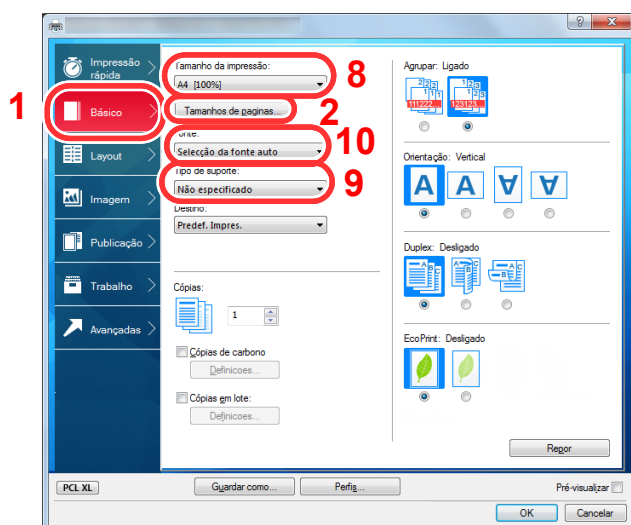 Impressão rápida
Básico
Layout
Imagem
Publicação
Trabalho
Avançadas
1
Tamanho da impressão:
A4 [100%]
8
Tamanhos de paginas...
2
Fonte:
Selecção da fonte auto
10
Tipo de suporte:
Não especificado
9
Destino:
Predef. Impres.
Cópias:
1
Cópias de carbono
Definicoes...
Cópias em lote:
Definicoes...
Agrupar: Ligado
111222...
123123...
Orientação: Vertical
A A A A
Duplex: Desligado
EcoPrint: Desligado
Repor
PCL XL
Guardar como...
Perfis...
Pré-visualizar
OK
Cancelar